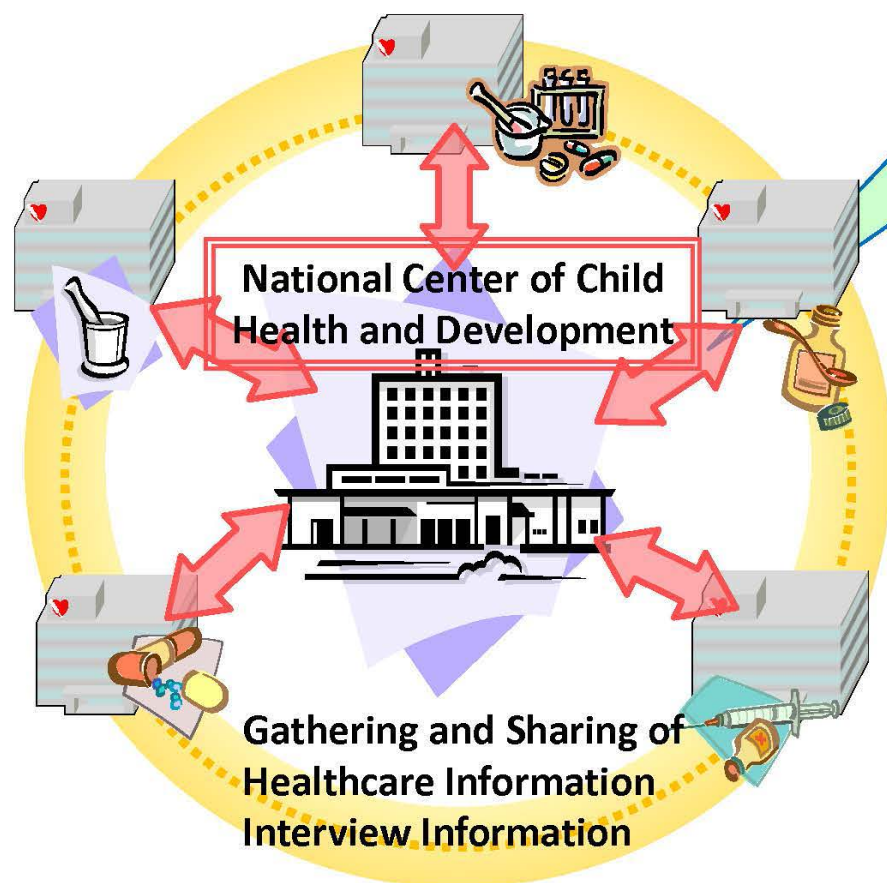 National Center of Child
Health and Development
Gathering and Sharing of
Healthcare Information
Interview Information